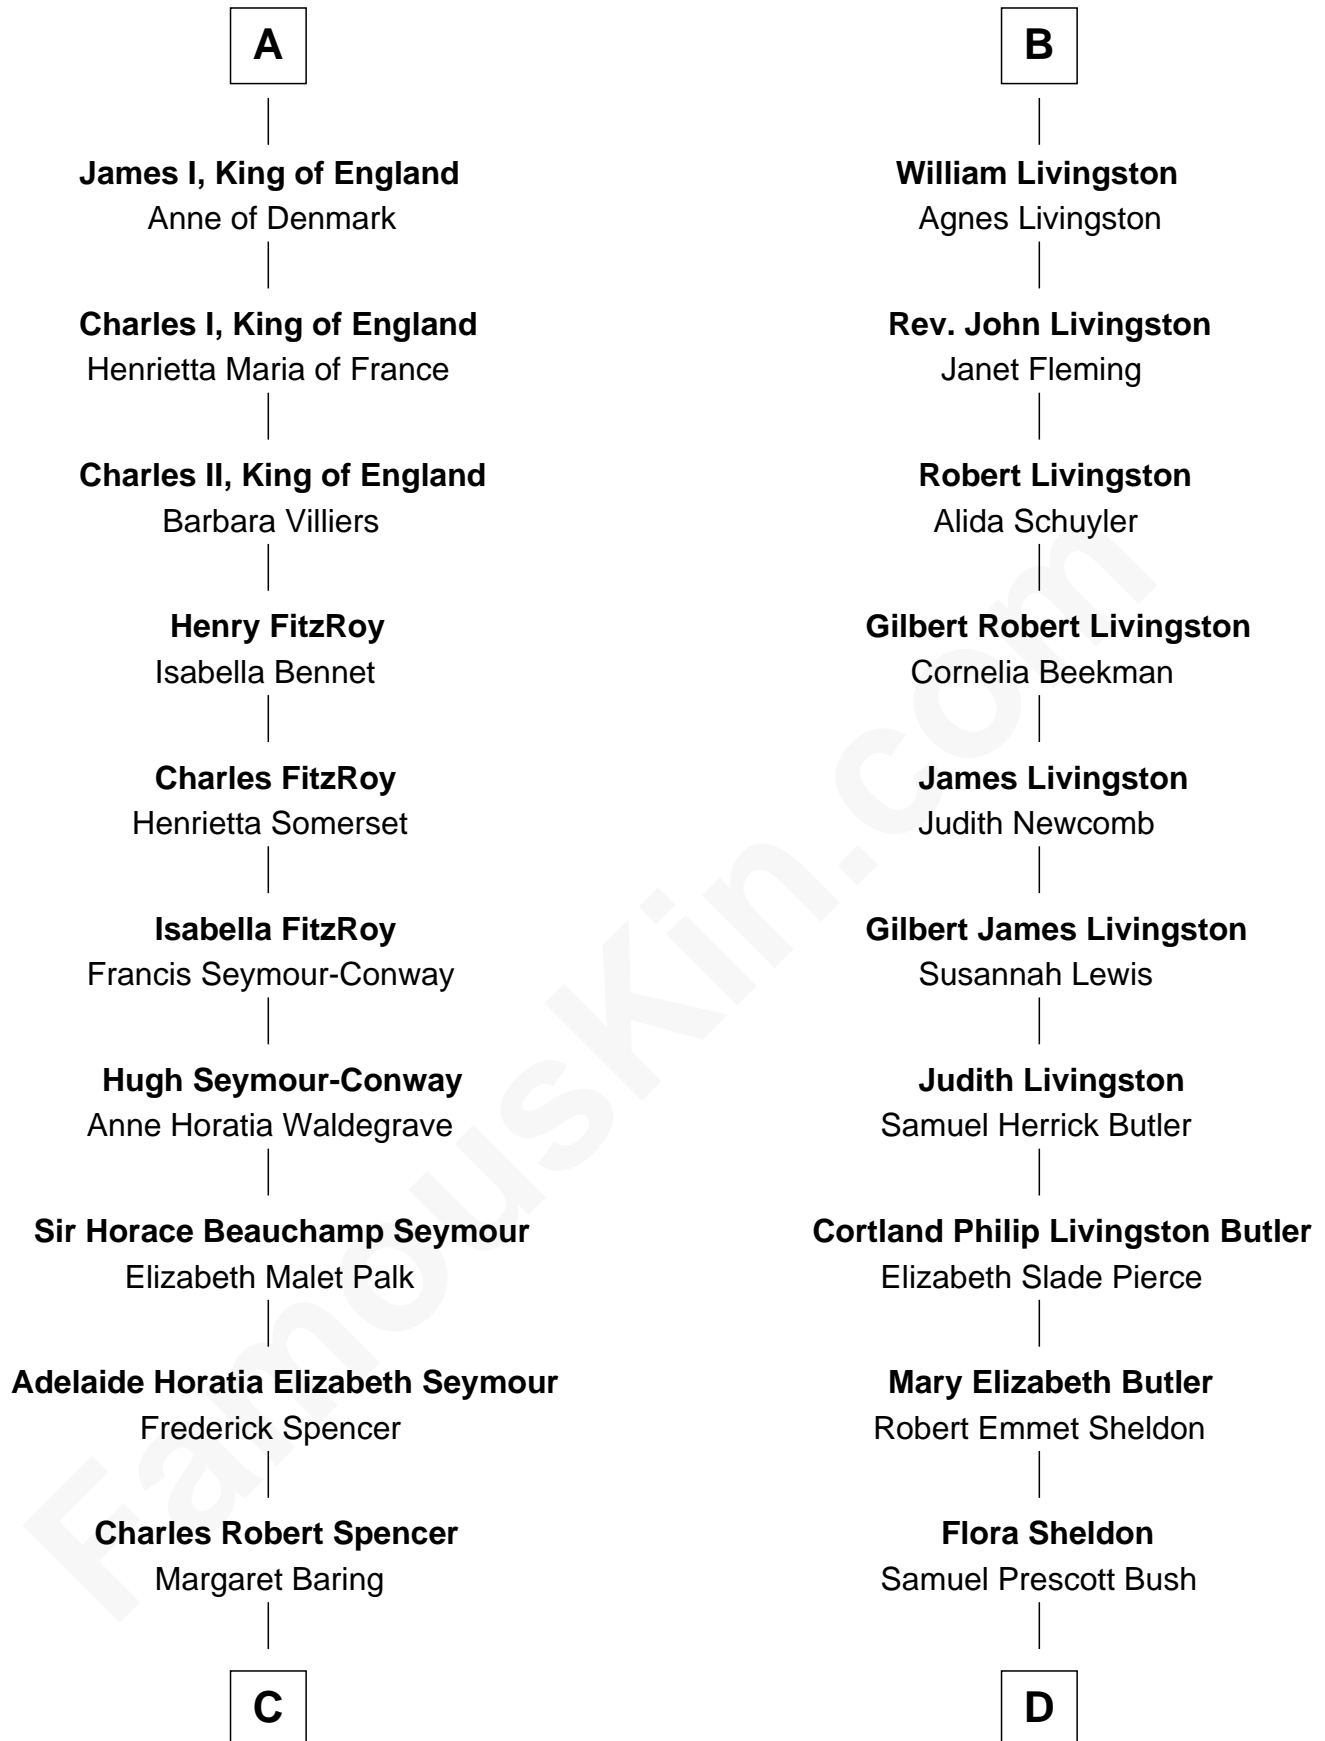 A
James I, King of England
Anne of Denmark
Charles I, King of England
Henrietta Maria of France
Charles II, King of England
Barbara Villiers
Henry FitzRoy
Isabella Bennet
Charles FitzRoy
Henrietta Somerset
Isabella FitzRoy
Francis Seymour-Conway
Hugh Seymour-Conway
Anne Horatia Waldegrave
Sir Horace Beauchamp Seymour
Elizabeth Malet Palk
Adelaide Horatia Elizabeth Seymour
Frederick Spencer
Charles Robert Spencer
Margaret Baring
C
B
William Livingston
Agnes Livingston
Rev. John Livingston
Janet Fleming
Robert Livingston
Alida Schuyler
Gilbert Robert Livingston
Cornelia Beekman
James Livingston
Judith Newcomb
Gilbert James Livingston
Susannah Lewis
Judith Livingston
Samuel Herrick Butler
Cortland Philip Livingston Butler
Elizabeth Slade Pierce
Mary Elizabeth Butler
Robert Emmet Sheldon
Flora Sheldon
Samuel Prescott Bush
D
FamousKin.com